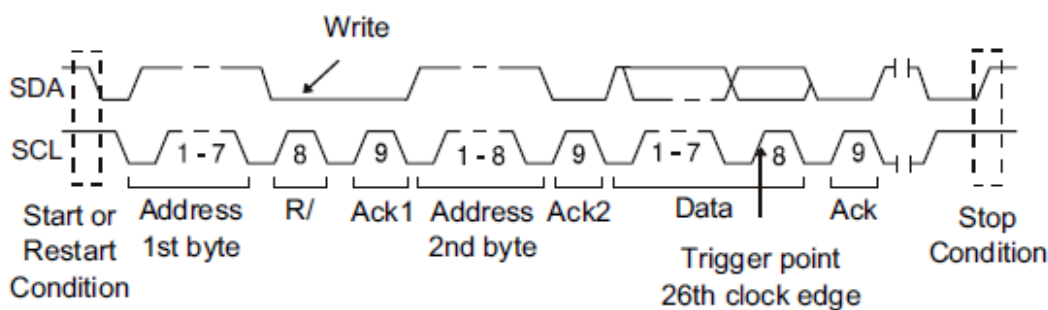 Write
SDA
SCL 1 - 7 8 9 1 - 8 9 1 - 7 8 9
Start or Restart Condition
Address 1st byte
R/
Ack1
Address 2nd byte
Ack2
Data
Ack
Stop Condition
Trigger point
26th clock edge